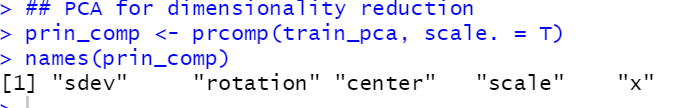 > ## PCA for dimensionality reduction
> prin_comp <- prcomp(train_pca, scale. = T)
> names(prin_comp)
[1] "sdev"     "rotation" "center"   "scale"    "x"
>